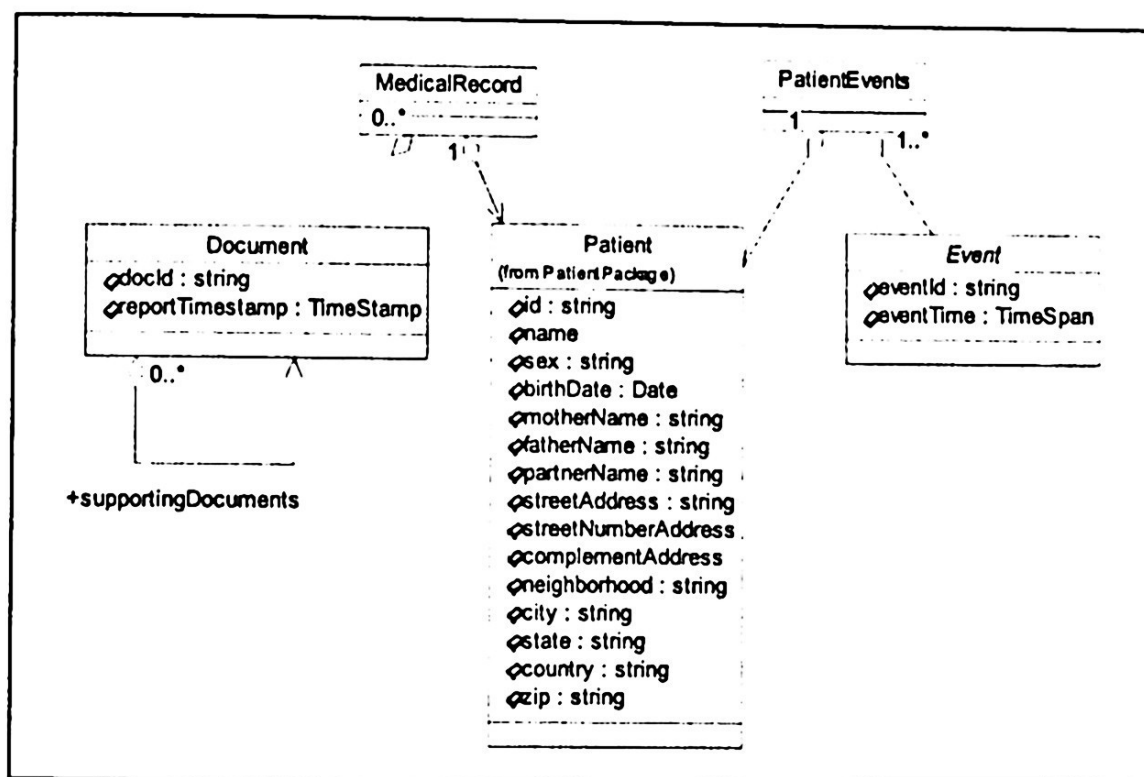 MedicalRecord
0..*
1
PatientEvents
1
1..*
Document
docId : string
reportTimestamp : TimeStamp
0..*
+supportingDocuments
Patient
(from PatientPackage)
id : string
name
sex : string
birthDate : Date
motherName : string
fatherName : string
partnerName : string
streetAddress : string
streetNumberAddress
complementAddress
neighborhood : string
city : string
state : string
country : string
zip : string
Event
eventId : string
eventTime : TimeSpan